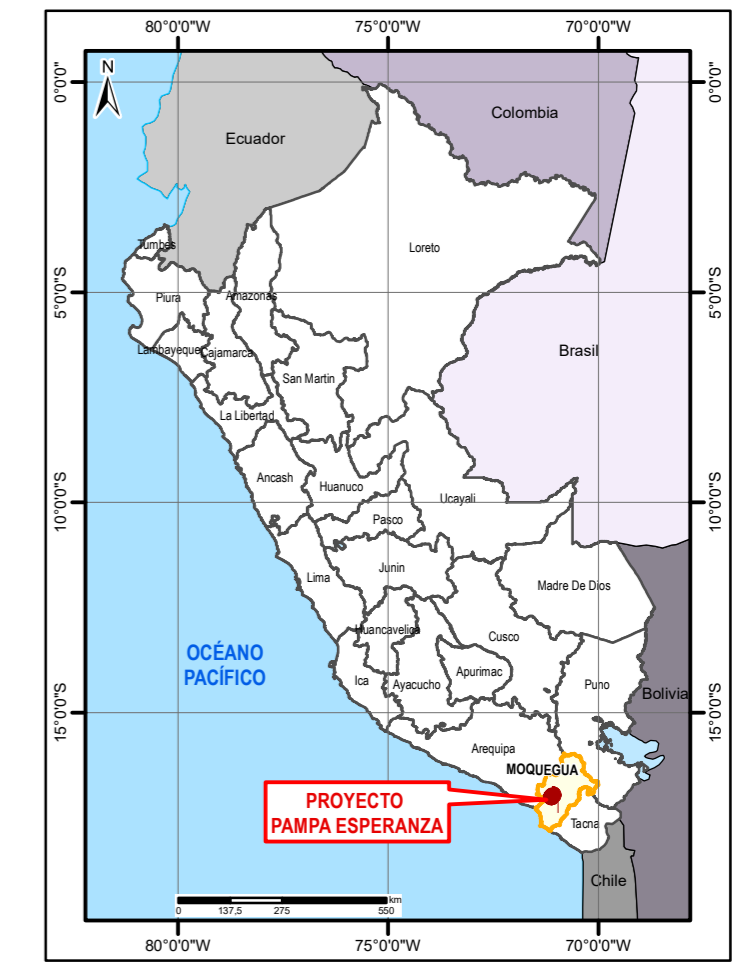 80°0'0"W 75°0'0"W 70°0'0"W
N
0°0'0" 0°0'0"
Colombia
Ecuador
Loreto
Tumbes
5°0'0"S 5°0'0"S
Piura Amazonas
Brasil
Lambayeque Cajamarca
San Martin
La Libertad
Ancash
Huanuco
Ucayali
10°0'0"S 10°0'0"S
Pasco
Junin
Lima
Madre De Dios
Huancavelica
Cusco
OCÉANO
PACÍFICO
Ica
Ayacucho
Apurimac
Puno
Bolivia
15°0'0"S 15°0'0"S
Arequipa
MOQUEGUA
PROYECTO
PAMPA ESPERANZA
Tacna
Chile
km
0 137,5 275 550
80°0'0"W 75°0'0"W 70°0'0"W